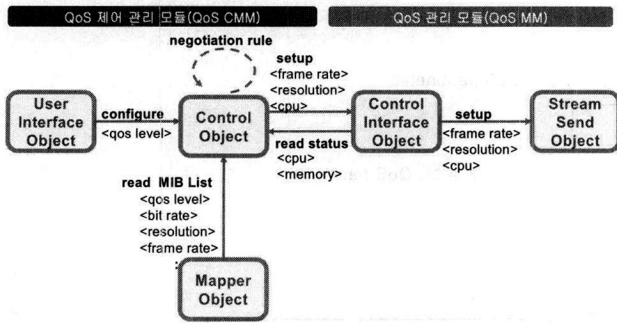 QoS 제어 관리 모듈(QoS CMM)
QoS 관리 모듈(QoS MM)
negotiation rule
setup
<frame rate>
<resolution>
<cpu>
User
Interface
Object
configure
<qos level>
Control
Object
Control
Interface
Object
setup
<frame rate>
<resolution>
<cpu>
Stream
Send
Object
read status
<cpu>
<memory>
read MIB List
<qos level>
<bit rate>
<resolution>
<frame rate>
:
Mapper
Object